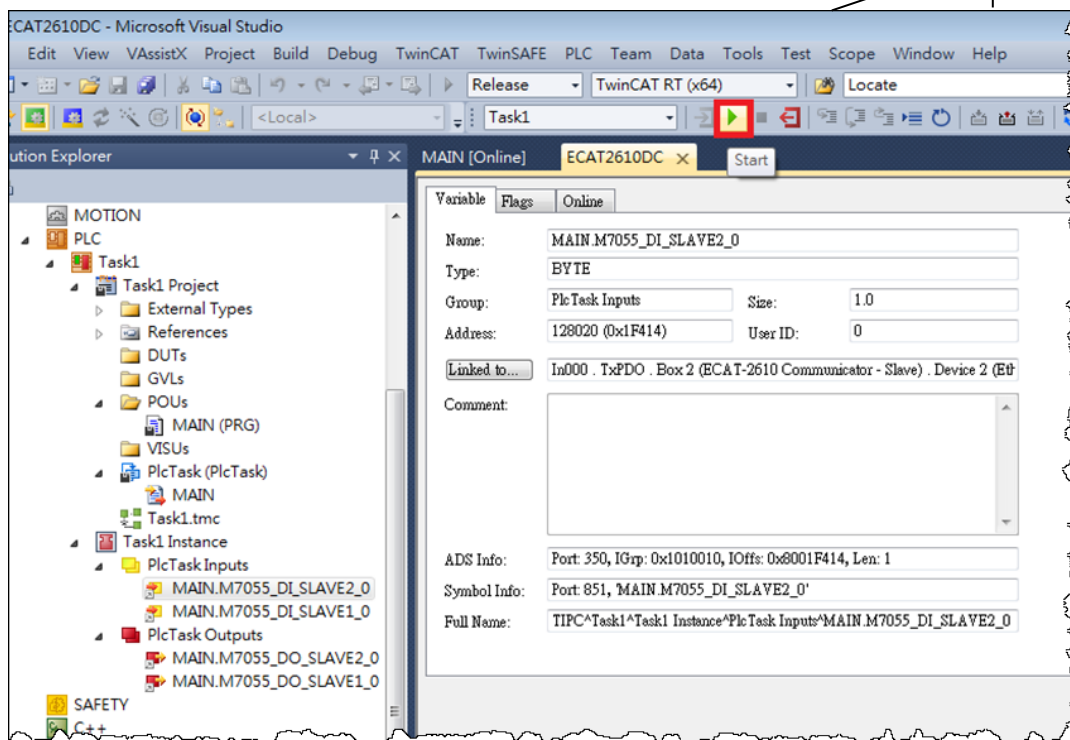 ECAT2610DC - Microsoft Visual Studio
Edit View VAssistX Project Build Debug TwinCAT TwinSAFE PLC Team Data Tools Test Scope Window Help
Release TwinCAT RT (x64) Locate
<Local> Task1
Start
ution Explorer
MAIN [Online] ECAT2610DC
MOTION
PLC
Task1
Task1 Project
External Types
References
DUTs
GVLs
POUs
MAIN (PRG)
VISUs
PlcTask (PlcTask)
MAIN
Task1.tmc
Task1 Instance
PlcTask Inputs
MAIN.M7055_DI_SLAVE2_0
MAIN.M7055_DI_SLAVE1_0
PlcTask Outputs
MAIN.M7055_DO_SLAVE2_0
MAIN.M7055_DO_SLAVE1_0
SAFETY
C++
Variable Flags Online
Name: MAIN.M7055_DI_SLAVE2_0
Type: BYTE
Group: PlcTask Inputs Size: 1.0
Address: 128020 (0x1F414) User ID: 0
Linked to... In000 . TxPDO . Box 2 (ECAT-2610 Communicator - Slave) . Device 2 (Eth
Comment:
ADS Info: Port: 350, IGrp: 0x1010010, IOffs: 0x8001F414, Len: 1
Symbol Info: Port: 851, 'MAIN.M7055_DI_SLAVE2_0'
Full Name: TIPC^Task1^Task1 Instance^PlcTask Inputs^MAIN.M7055_DI_SLAVE2_0